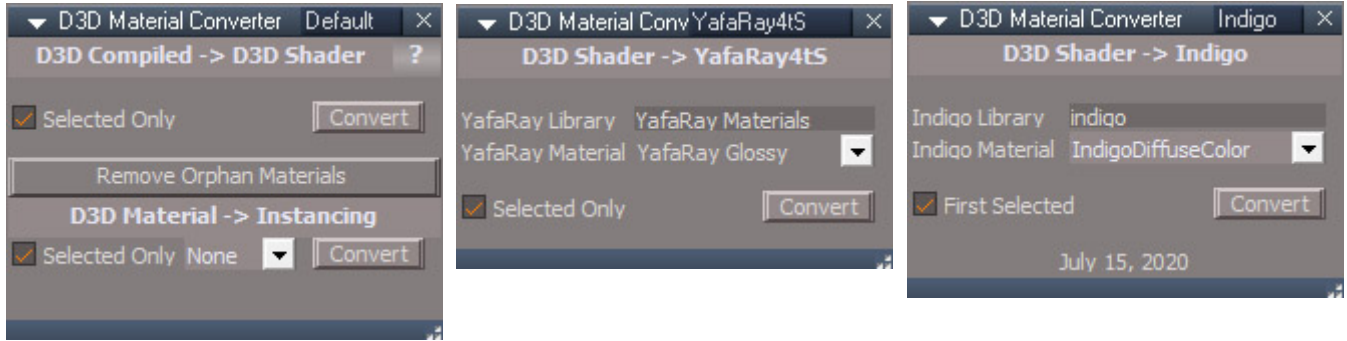 D3D Material Converter Default
D3D Compiled -> D3D Shader ?
Selected Only Convert
Remove Orphan Materials
D3D Material -> Instancing
Selected Only None Convert
D3D Material Conv YafaRay4tS
D3D Shader -> YafaRay4tS
YafaRay Library YafaRay Materials
YafaRay Material YafaRay Glossy
Selected Only Convert
D3D Material Converter Indigo
D3D Shader -> Indigo
Indigo Library indigo
Indigo Material IndigoDiffuseColor
First Selected Convert
July 15, 2020